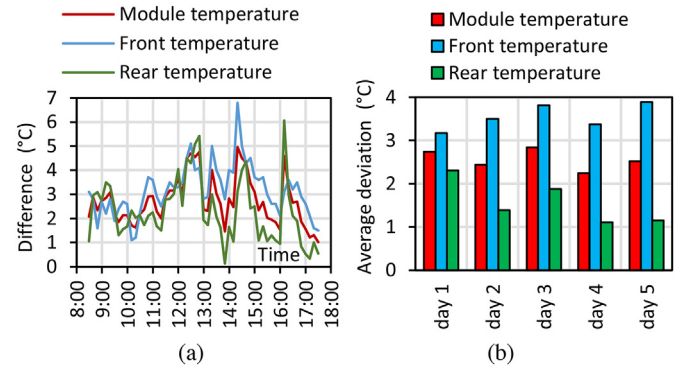 Module temperature
Front temperature
Rear temperature
Difference (°C)
7
6
5
4
3
2
1
0
Time
8:00
9:00
10:00
11:00
12:00
13:00
14:00
15:00
16:00
17:00
18:00
(a)
Module temperature
Front temperature
Rear temperature
Average deviation (°C)
4
3
2
1
0
day 1
day 2
day 3
day 4
day 5
(b)